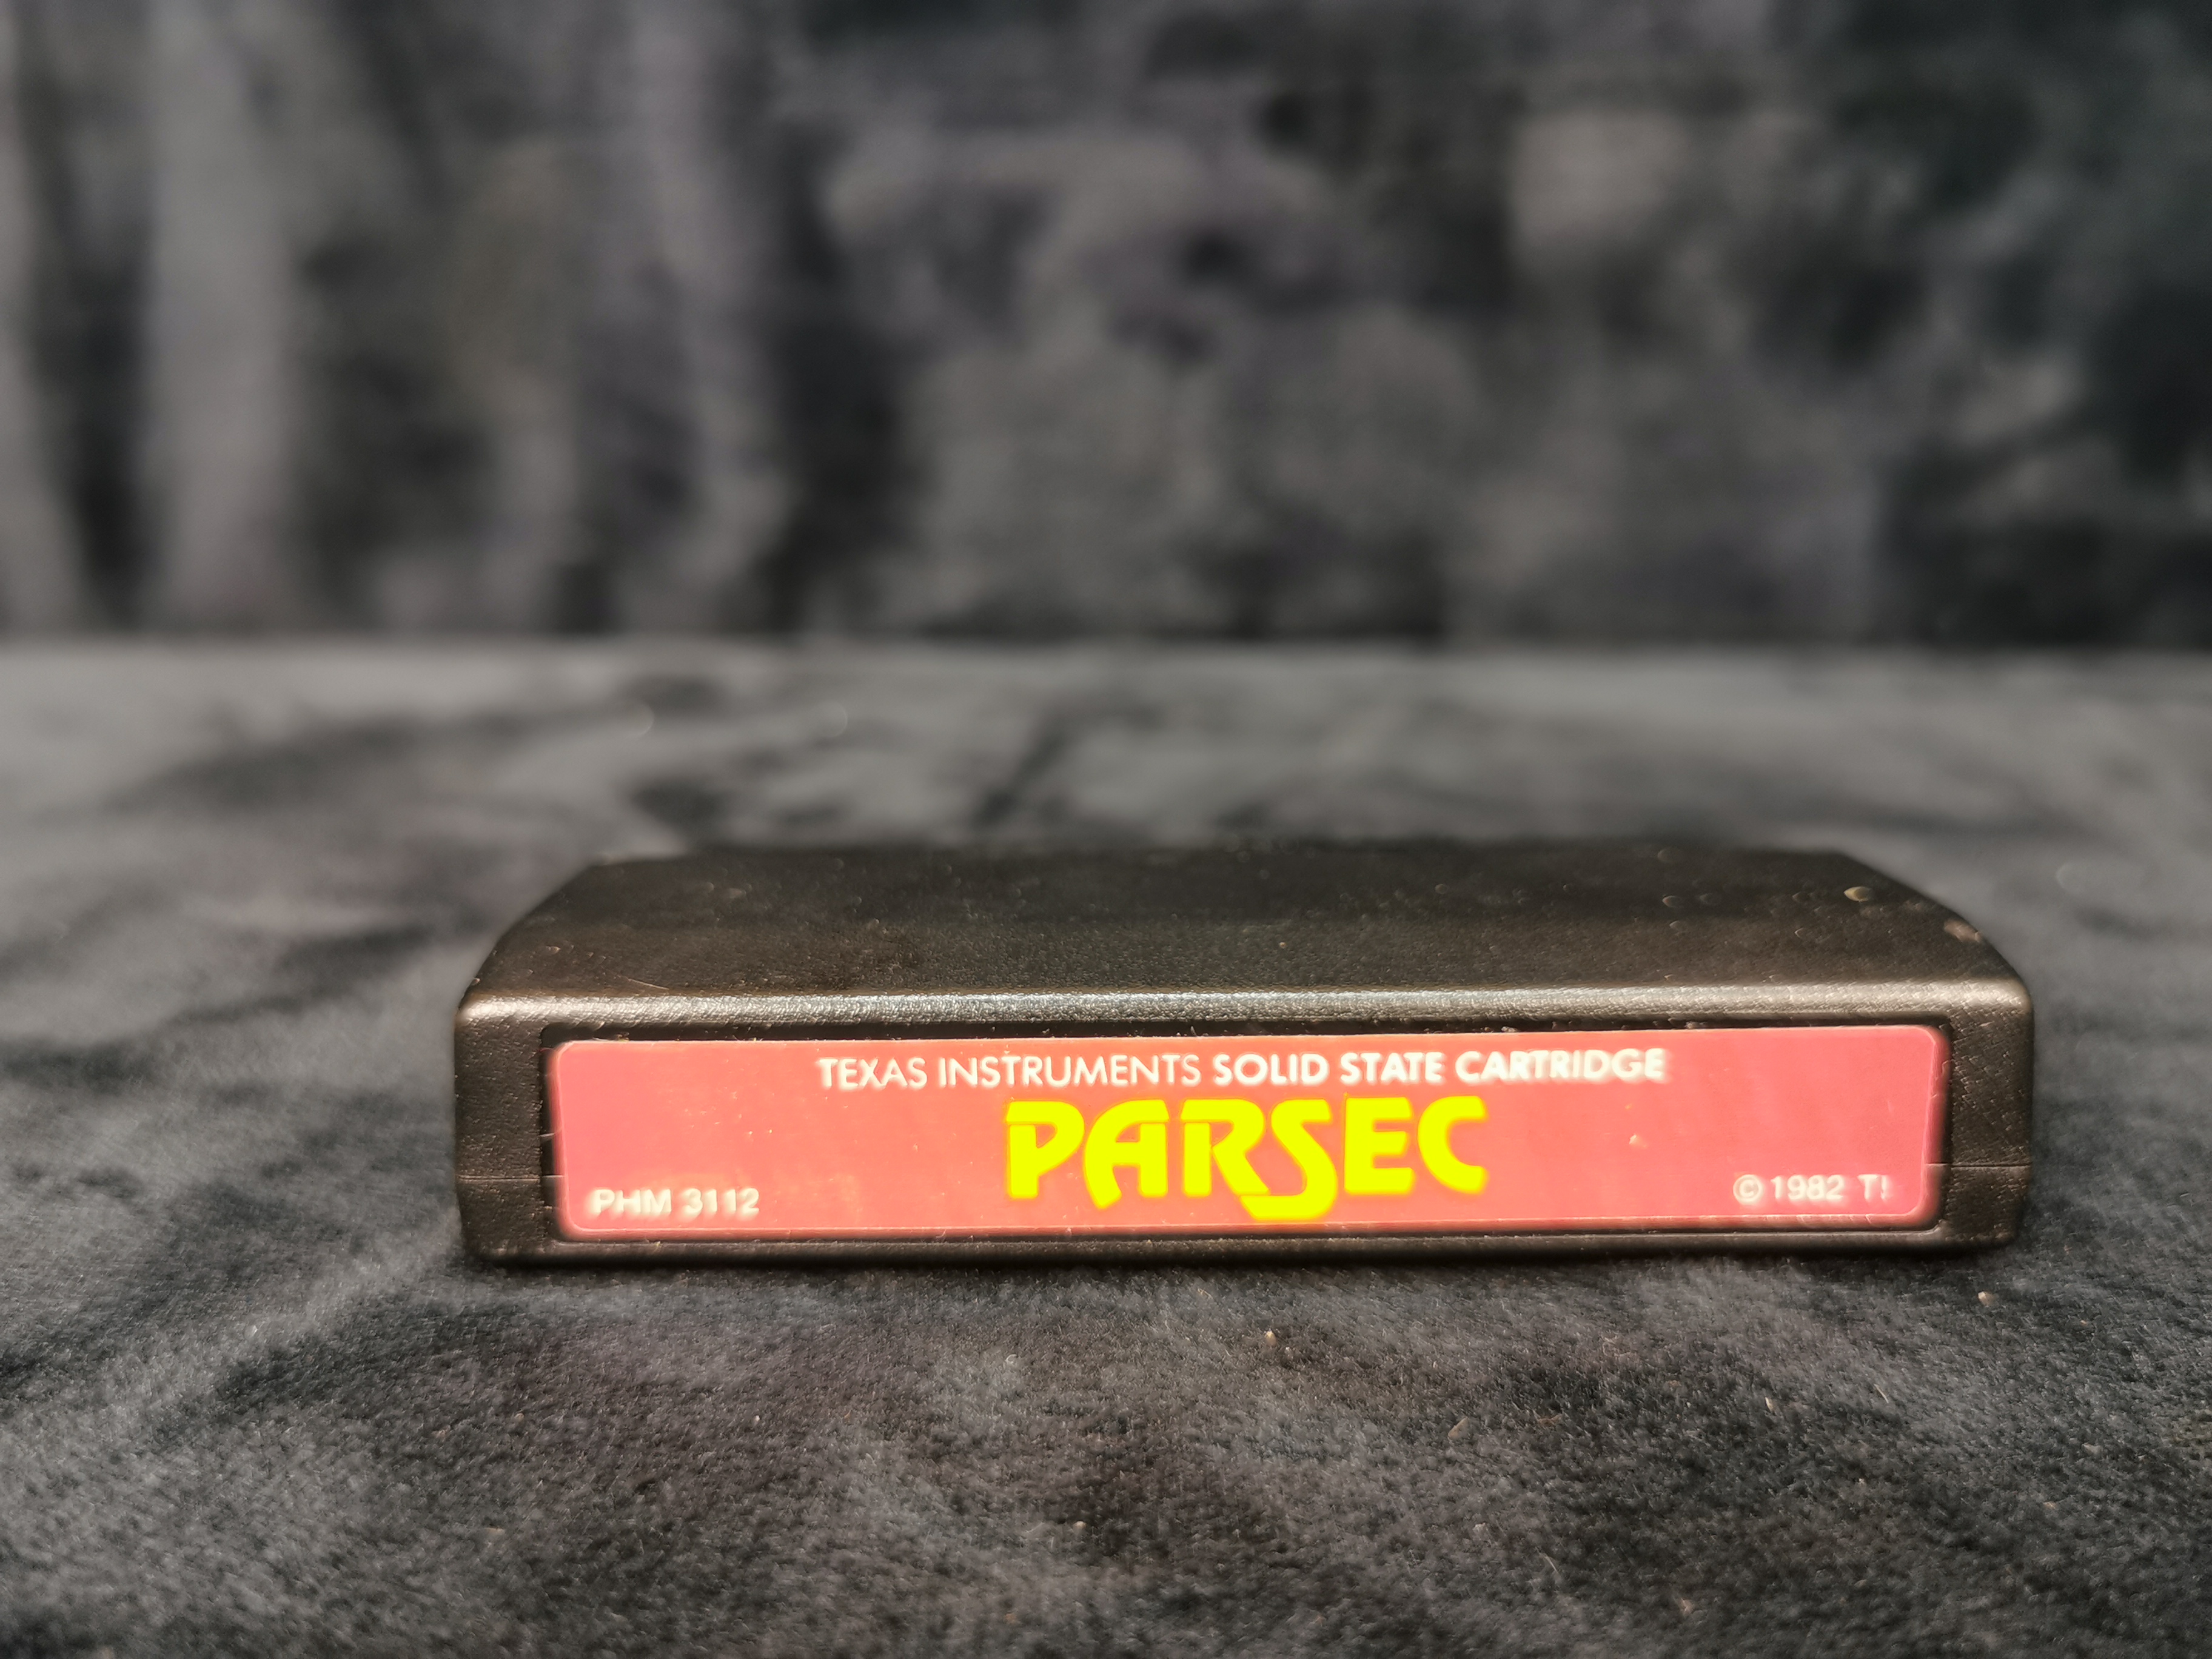 TEXAS INSTRUMENTS SOLID STATE CARTRIDGE
PARSEC
PHM 3112
© 1982 TI